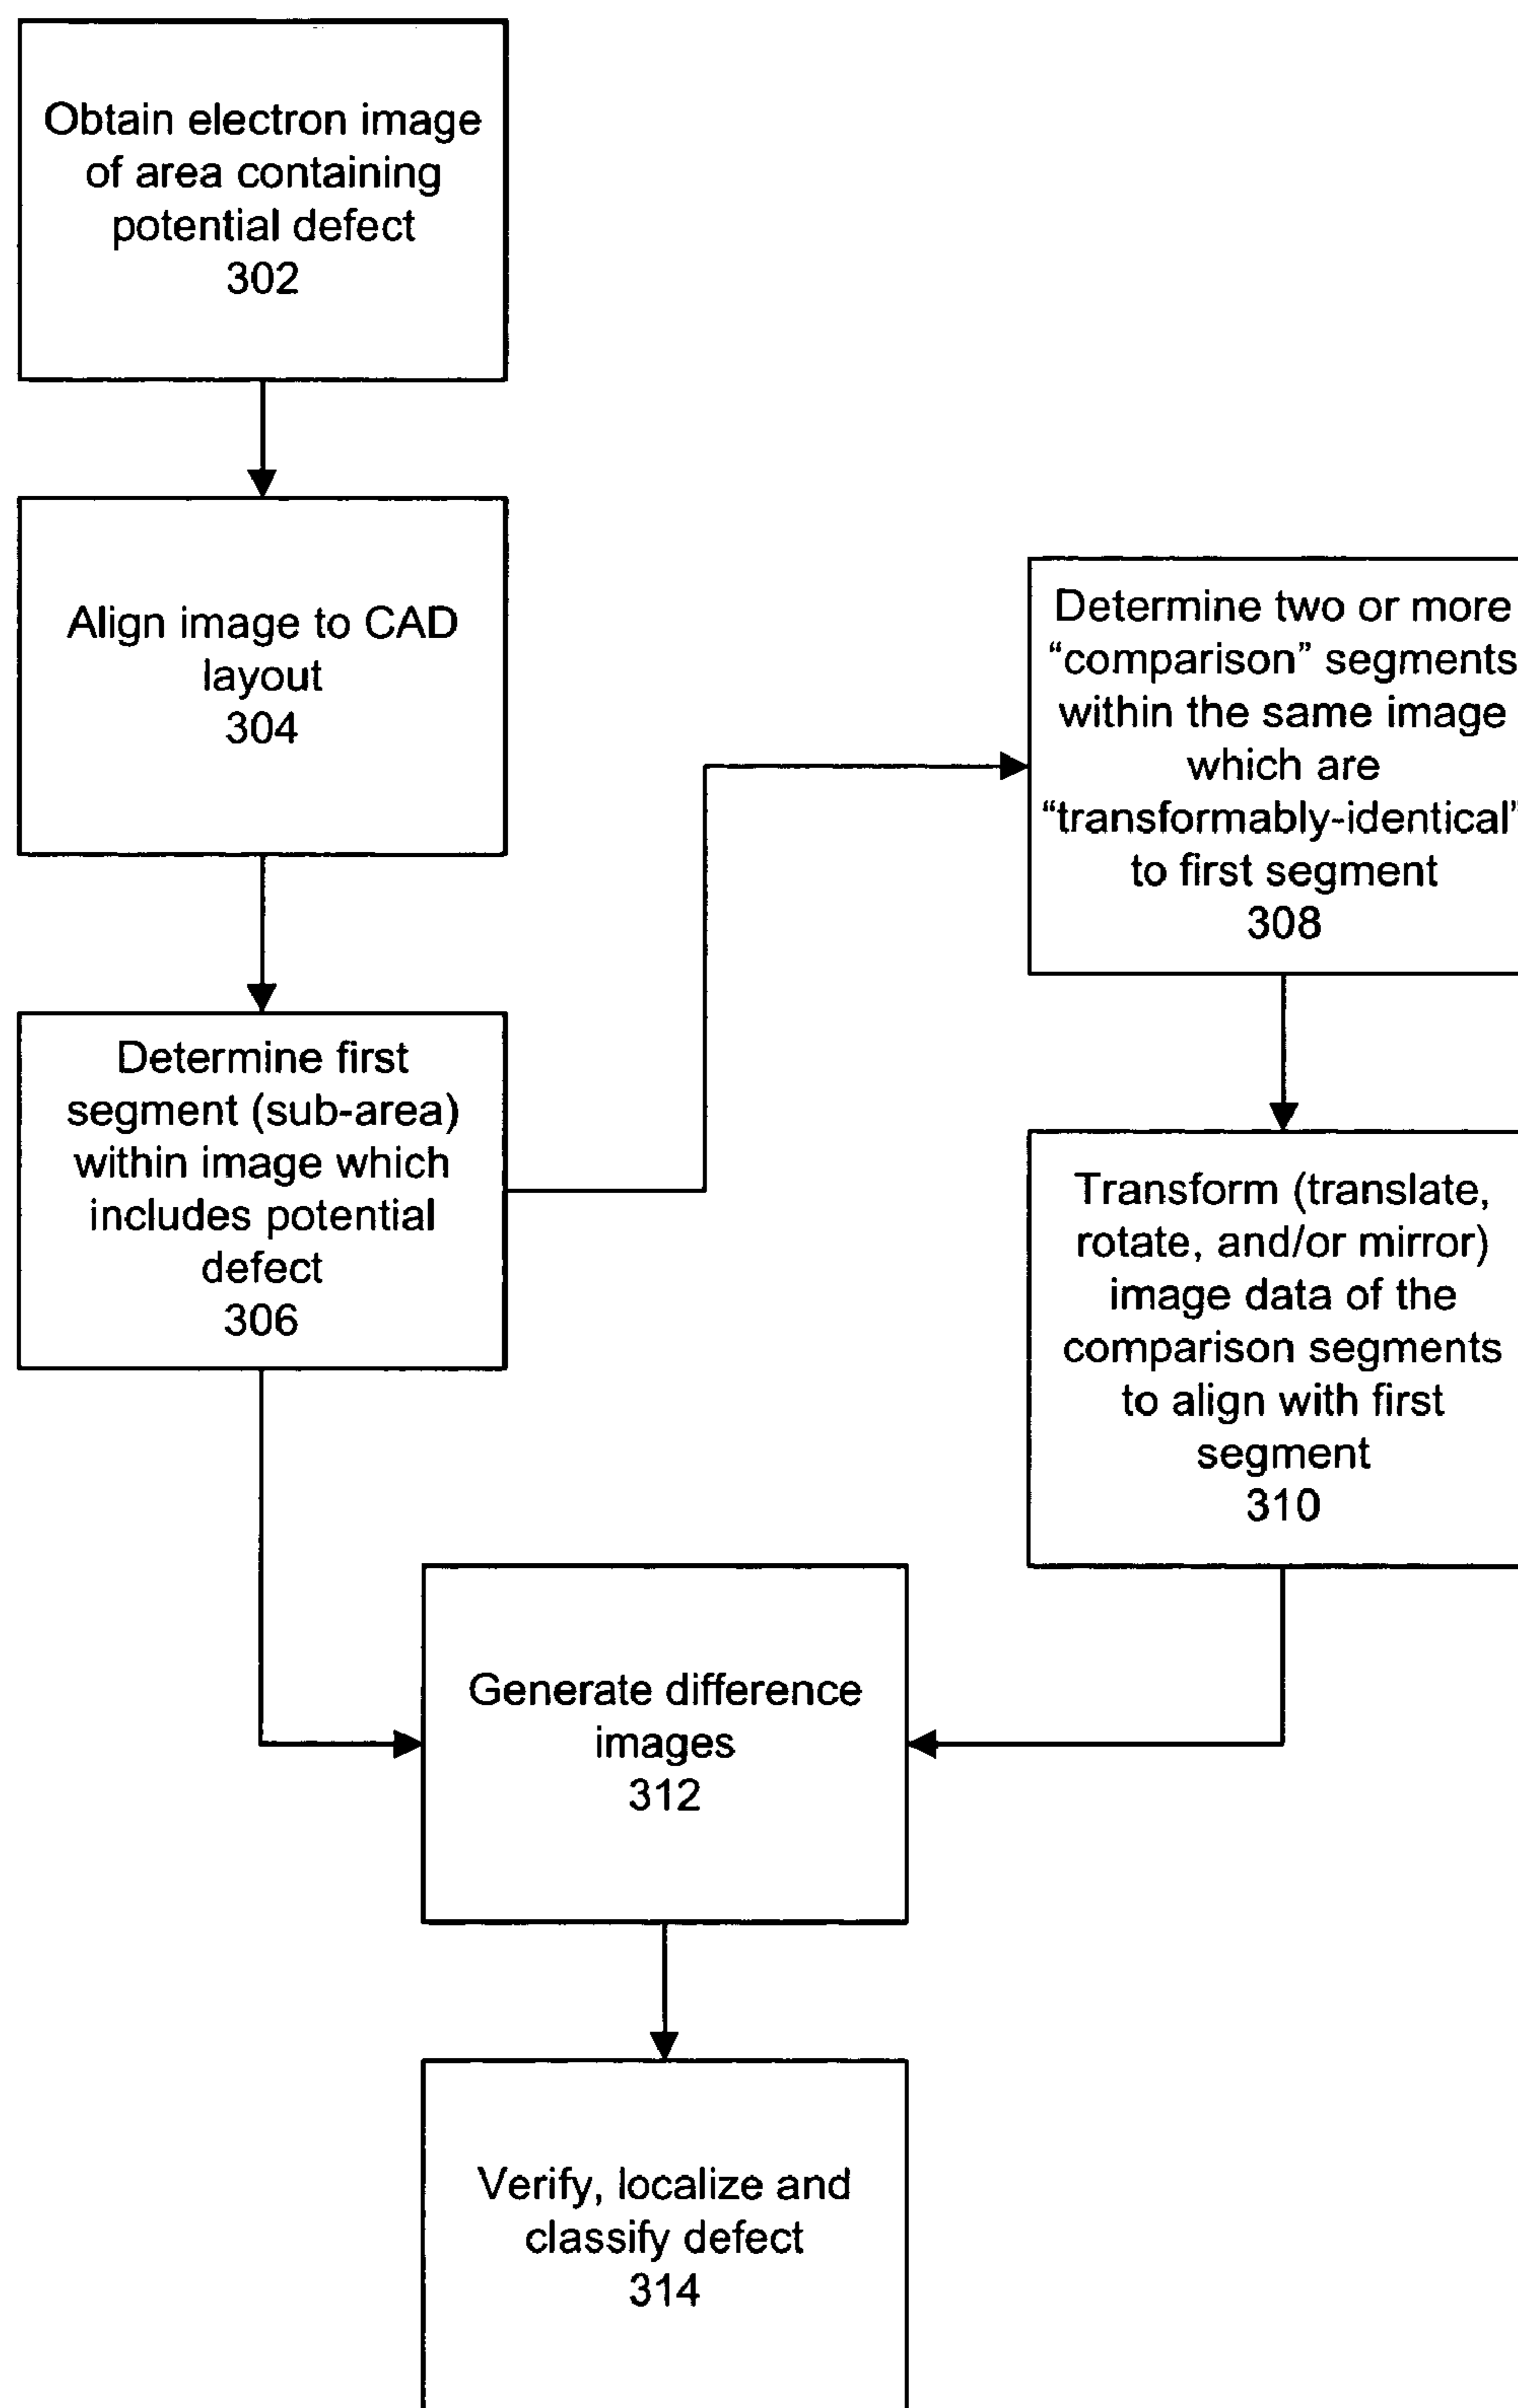 Obtain electron image
of area containing
potential defect
302
Align image to CAD
layout
304
Determine first
segment (sub-area)
within image which
includes potential
defect
306
Determine two or more
“comparison” segments
within the same image
which are
“transformably-identical”
to first segment
308
Transform (translate,
rotate, and/or mirror)
image data of the
comparison segments
to align with first
segment
310
Generate difference
images
312
Verify, localize and
classify defect
314